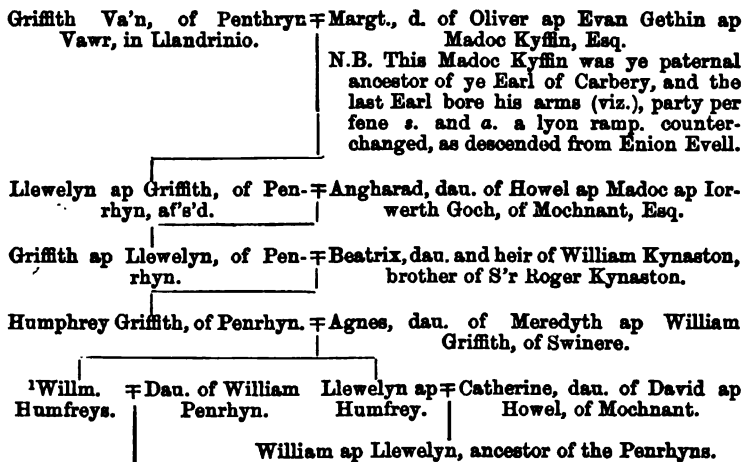 Griffith Va'n, of Penthryn ╤ Margt., d. of Oliver ap Evan Gethin ap
Vawr, in Llandrinio. Madoc Kyffin, Esq.
N.B. This Madoc Kyffin was ye paternal
ancestor of ye Earl of Carbery, and the
last Earl bore his arms (viz.), party per
fene s. and a. a lyon ramp. counter-
changed, as descended from Enion Evell.
Llewelyn ap Griffith, of Pen- ╤ Angharad, dau. of Howel ap Madoc ap Ior-
rhyn, af's'd. werth Goch, of Mochnant, Esq.
Griffith ap Llewelyn, of Pen- ╤ Beatrix, dau. and heir of William Kynaston,
rhyn. brother of S'r Roger Kynaston.
Humphrey Griffith, of Penrhyn. ╤ Agnes, dau. of Meredyth ap William
Griffith, of Swinere.
¹Willm. ╤ Dau. of William Llewelyn ap ╤ Catherine, dau. of David ap
Humfreys. Penrhyn. Humfrey. Howel, of Mochnant.
William ap Llewelyn, ancestor of the Penrhyns.